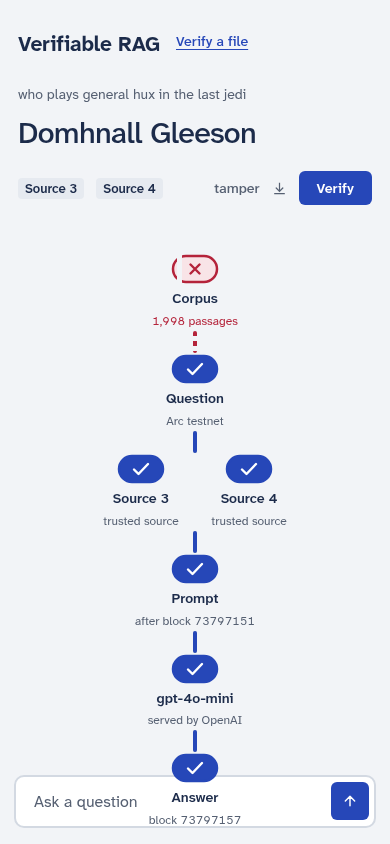 Verifiable RAG Verify a file
who plays general hux in the last jedi
Domhnall Gleeson
Source 3 Source 4 tamper Verify
Corpus
1,998 passages
Question
Arc testnet
Source 3 Source 4
trusted source trusted source
Prompt
after block 73797151
gpt-4o-mini
served by OpenAI
Answer
Ask a question
block 73797157